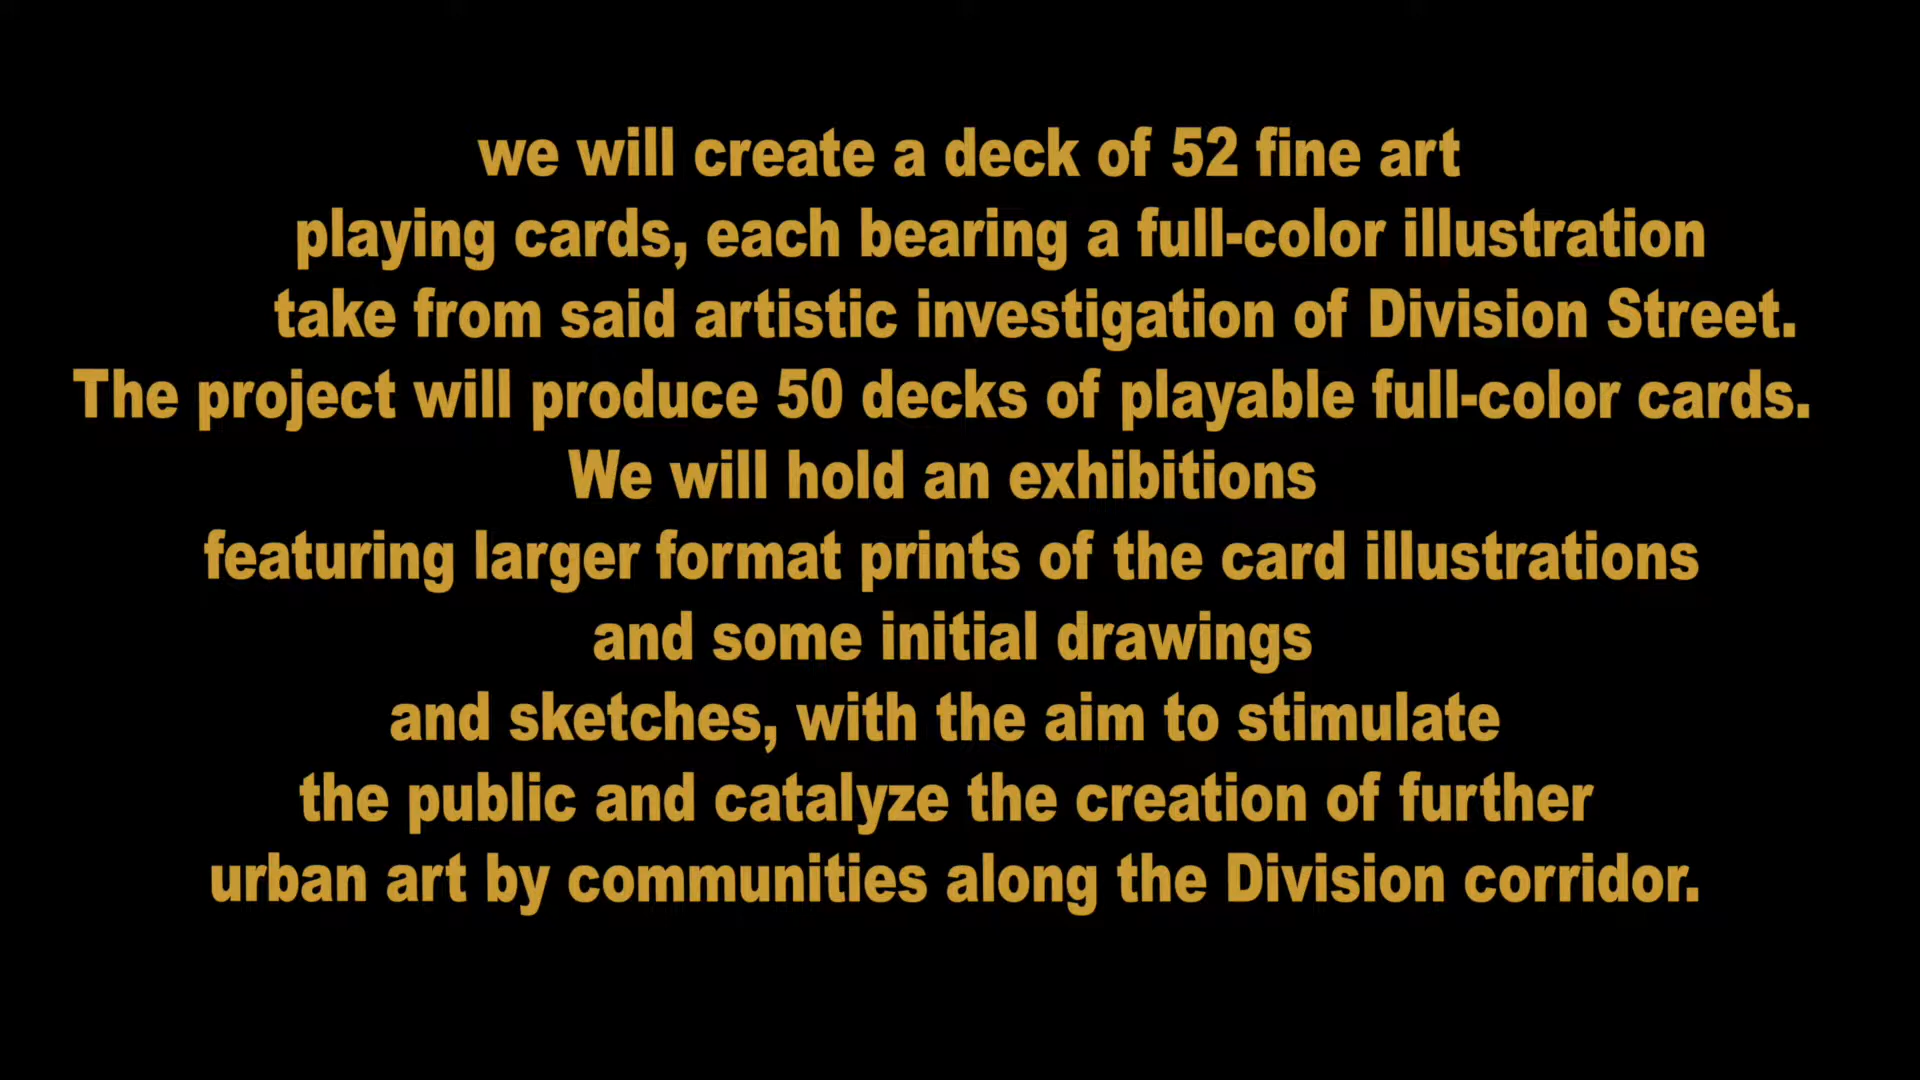 we will create a deck of 52 fine art
playing cards, each bearing a full-color illustration
take from said artistic investigation of Division Street.
The project will produce 50 decks of playable full-color cards.
We will hold an exhibitions
featuring larger format prints of the card illustrations
and some initial drawings
and sketches, with the aim to stimulate
the public and catalyze the creation of further
urban art by communities along the Division corridor.